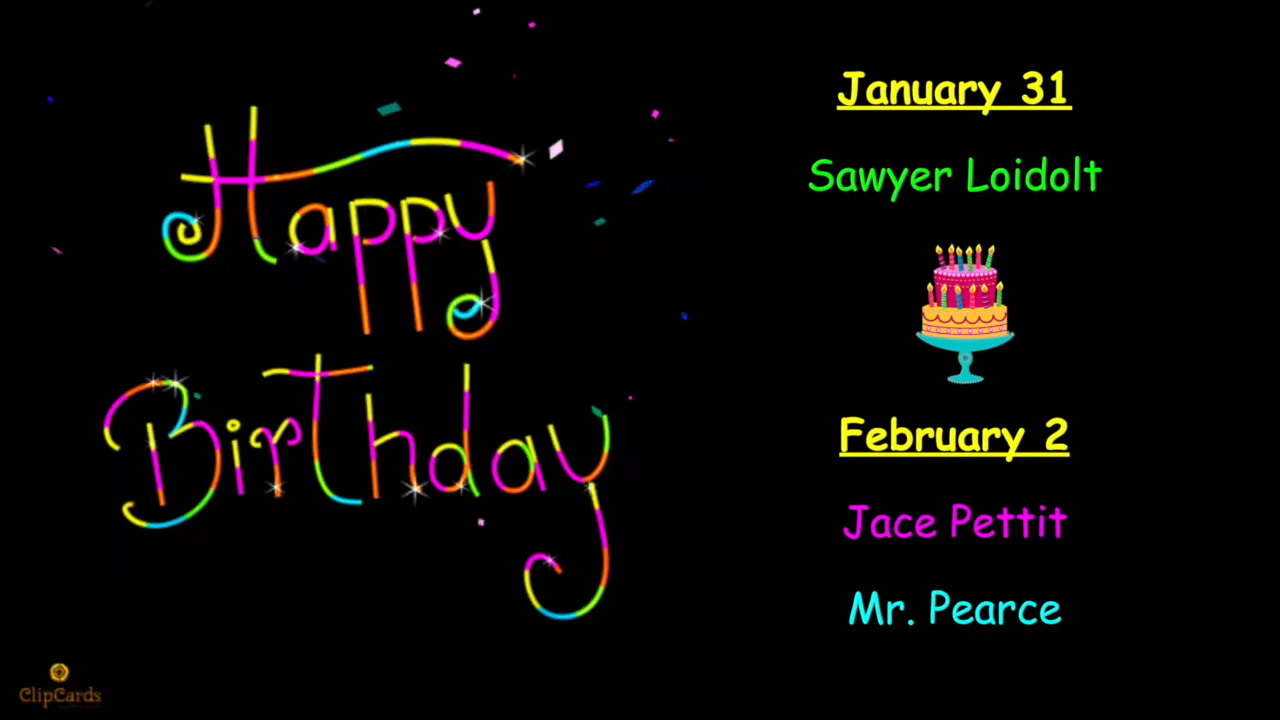 Happy
Birthday
January 31
Sawyer Loidolt
February 2
Jace Pettit
Mr. Pearce
ClipCards